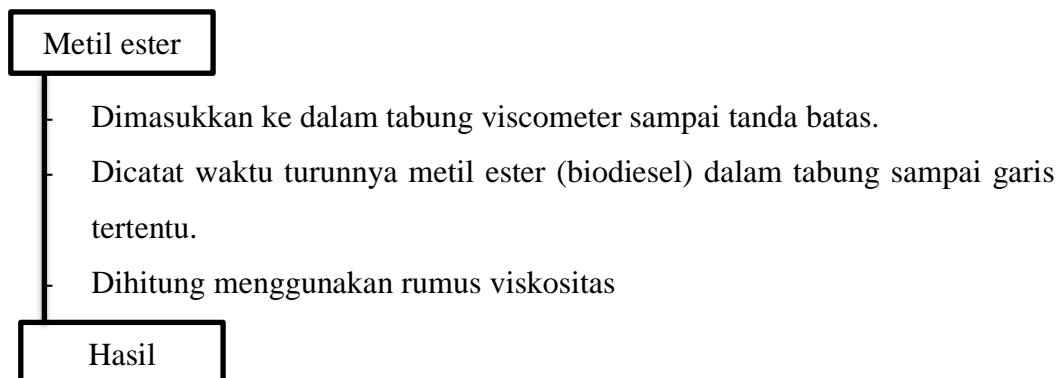 Metil ester
- Dimasukkan ke dalam tabung viscometer sampai tanda batas.
- Dicatat waktu turunnya metil ester (biodiesel) dalam tabung sampai garis
tertentu.
- Dihitung menggunakan rumus viskositas
Hasil